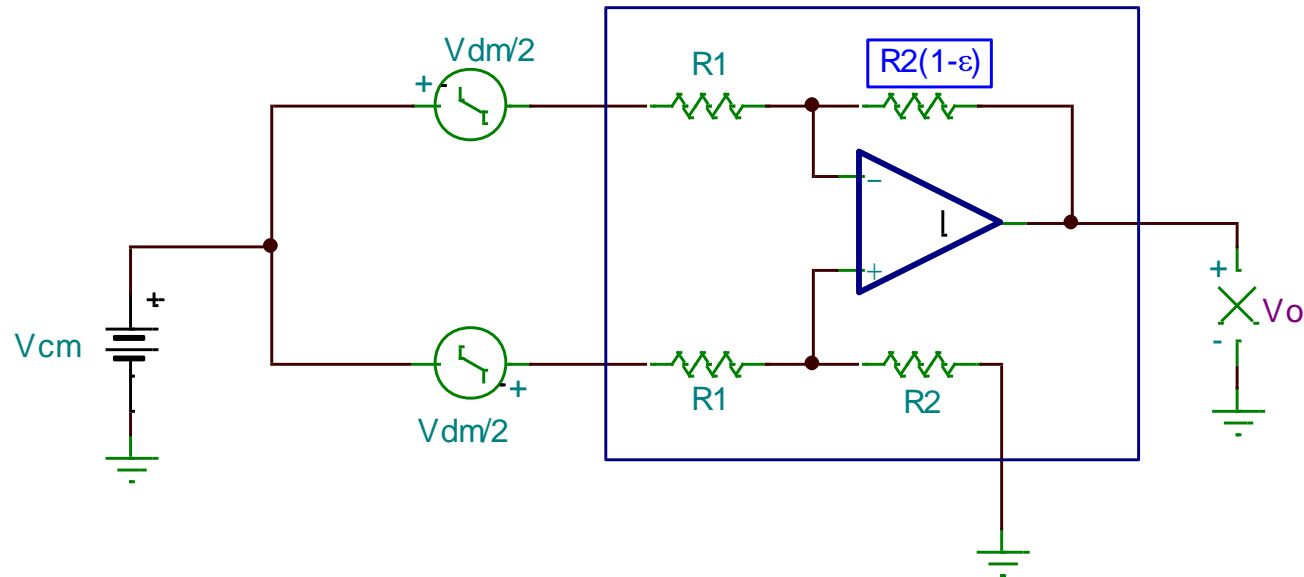 Vdm/2
+ -
R1
R2(1-ε)
-
+
Vcm
+
-
+
Vdm/2
R1
R2
+
-
Vo